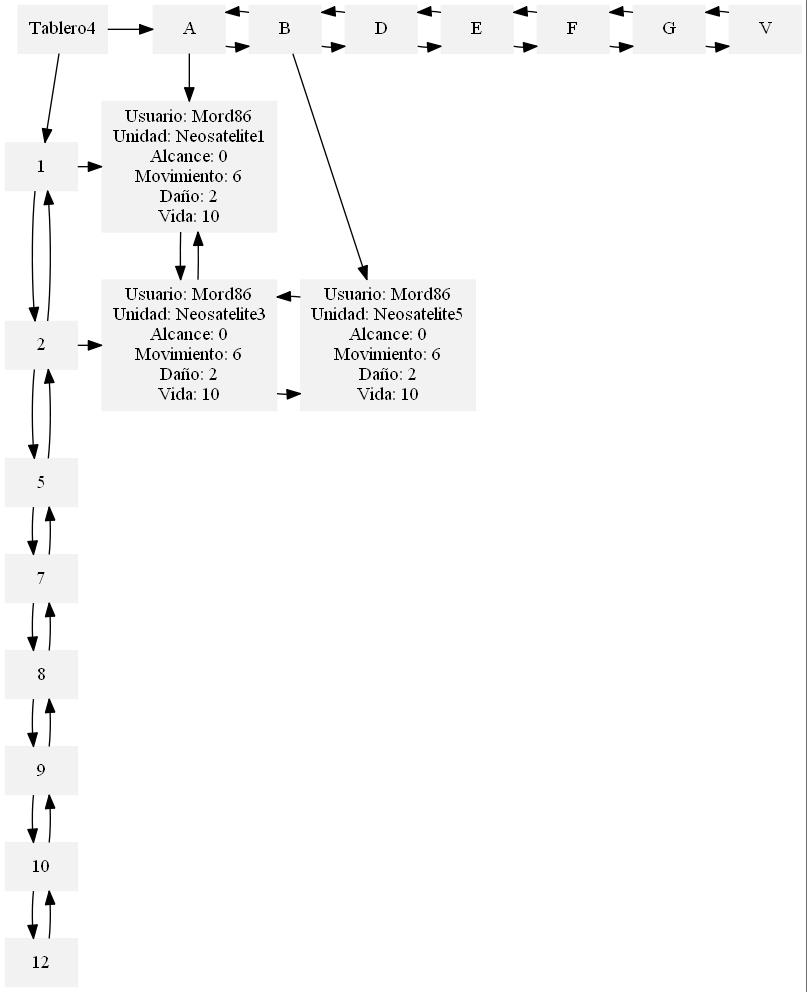 Tablero4
A
B
D
E
F
G
V
Usuario: Mord86
Unidad: Neosatelite1
Alcance: 0
Movimiento: 6
Daño: 2
Vida: 10
1
Usuario: Mord86
Unidad: Neosatelite3
Alcance: 0
Movimiento: 6
Daño: 2
Vida: 10
Usuario: Mord86
Unidad: Neosatelite5
Alcance: 0
Movimiento: 6
Daño: 2
Vida: 10
2
5
7
8
9
10
12